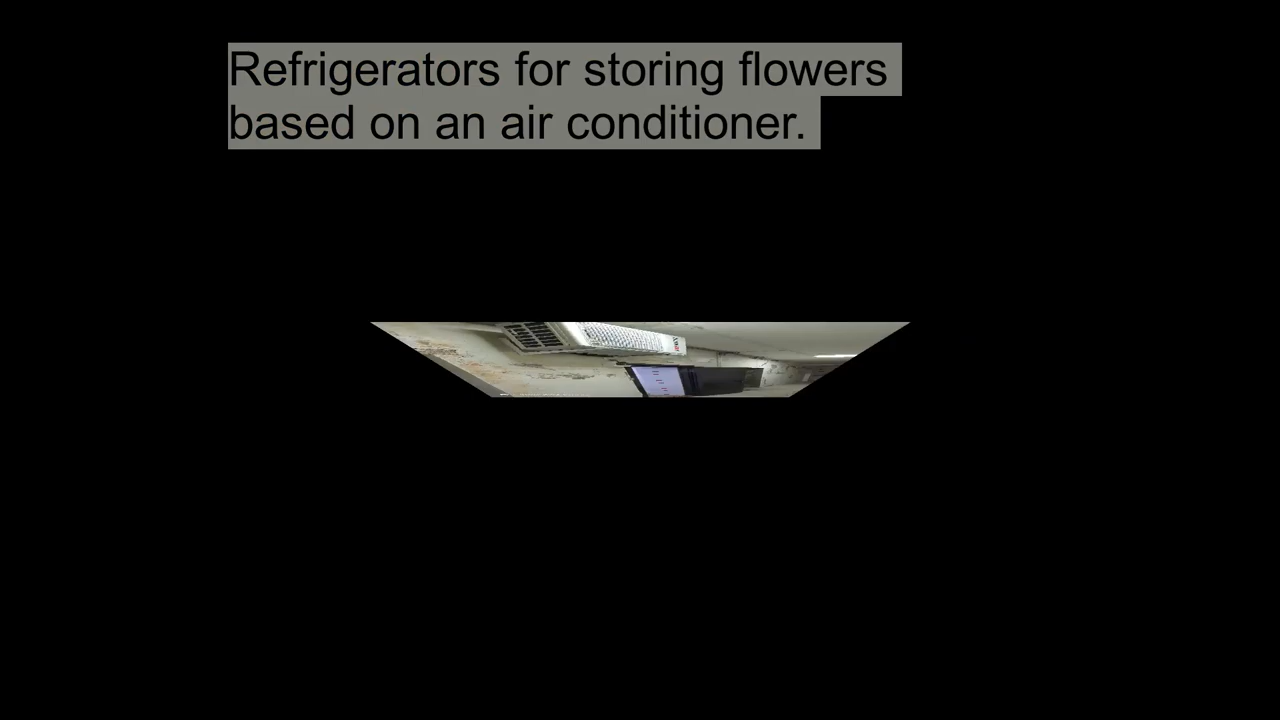 Refrigerators for storing flowers
based on an air conditioner.